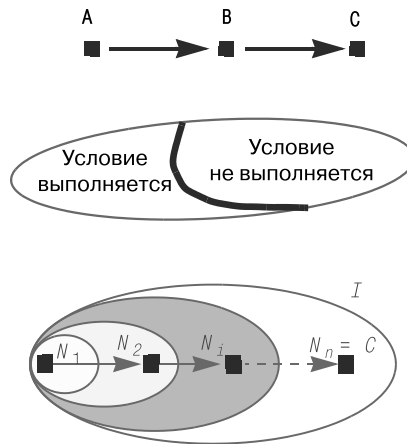 A B C
Условие
выполняется
Условие
не выполняется
I
N1 N2 Ni Nn = C